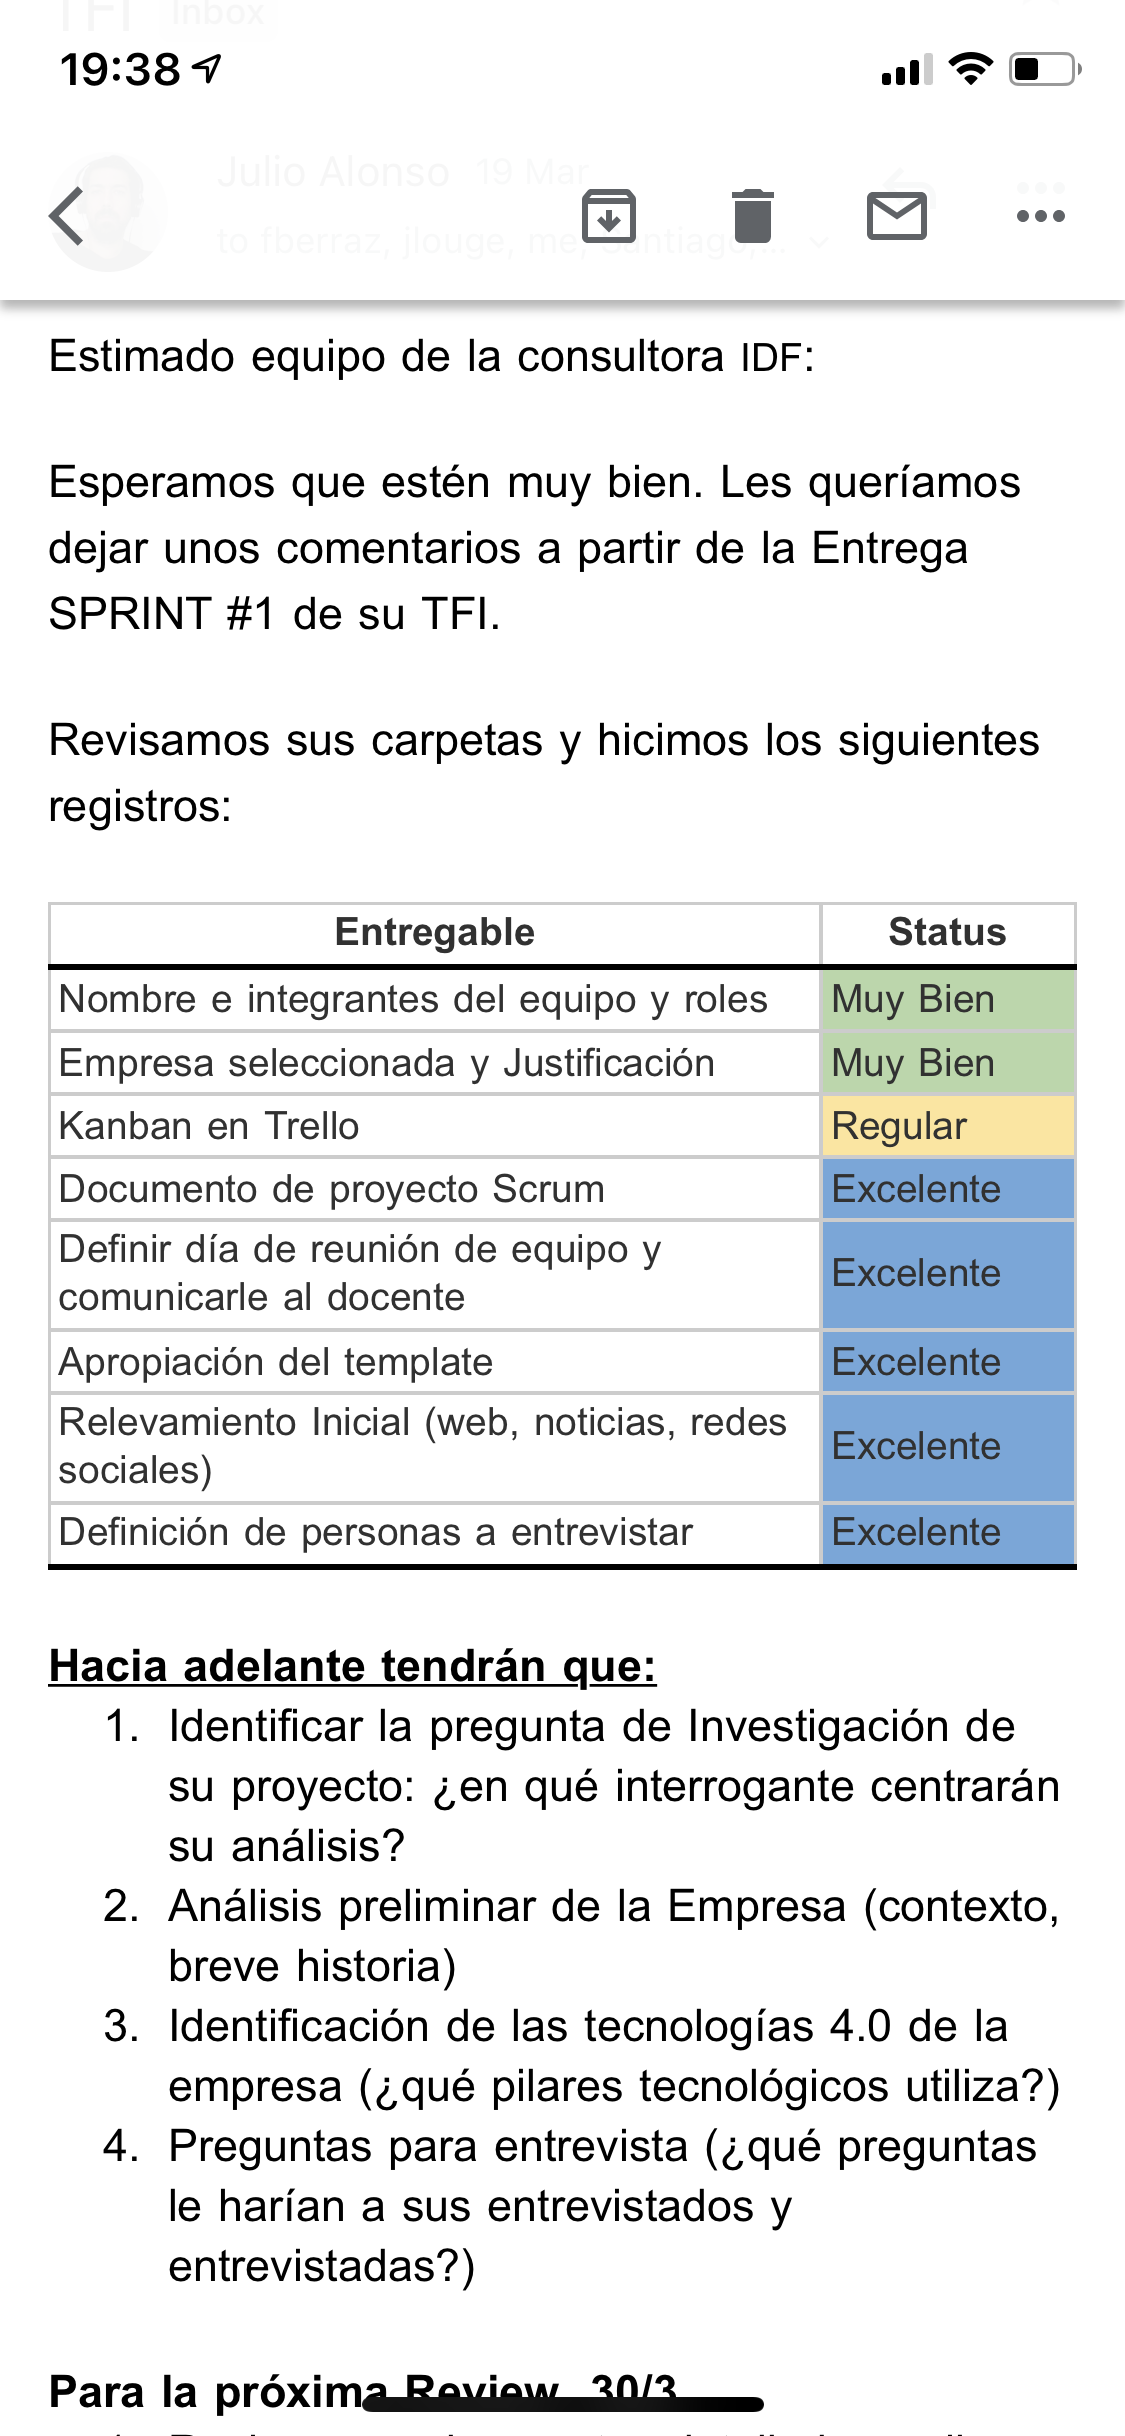 TFI Inbox
19:38
Julio Alonso 19 Mar
to fberraz, jlouge, me, Santiago,...
Estimado equipo de la consultora IDF:
Esperamos que estén muy bien. Les queríamos
dejar unos comentarios a partir de la Entrega
SPRINT #1 de su TFI.
Revisamos sus carpetas y hicimos los siguientes
registros:
Entregable Status
Nombre e integrantes del equipo y roles Muy Bien
Empresa seleccionada y Justificación Muy Bien
Kanban en Trello Regular
Documento de proyecto Scrum Excelente
Definir día de reunión de equipo y
comunicarle al docente Excelente
Apropiación del template Excelente
Relevamiento Inicial (web, noticias, redes
sociales) Excelente
Definición de personas a entrevistar Excelente
Hacia adelante tendrán que:
1. Identificar la pregunta de Investigación de
su proyecto: ¿en qué interrogante centrarán
su análisis?
2. Análisis preliminar de la Empresa (contexto,
breve historia)
3. Identificación de las tecnologías 4.0 de la
empresa (¿qué pilares tecnológicos utiliza?)
4. Preguntas para entrevista (¿qué preguntas
le harían a sus entrevistados y
entrevistadas?)
Para la próxima Review 30/3